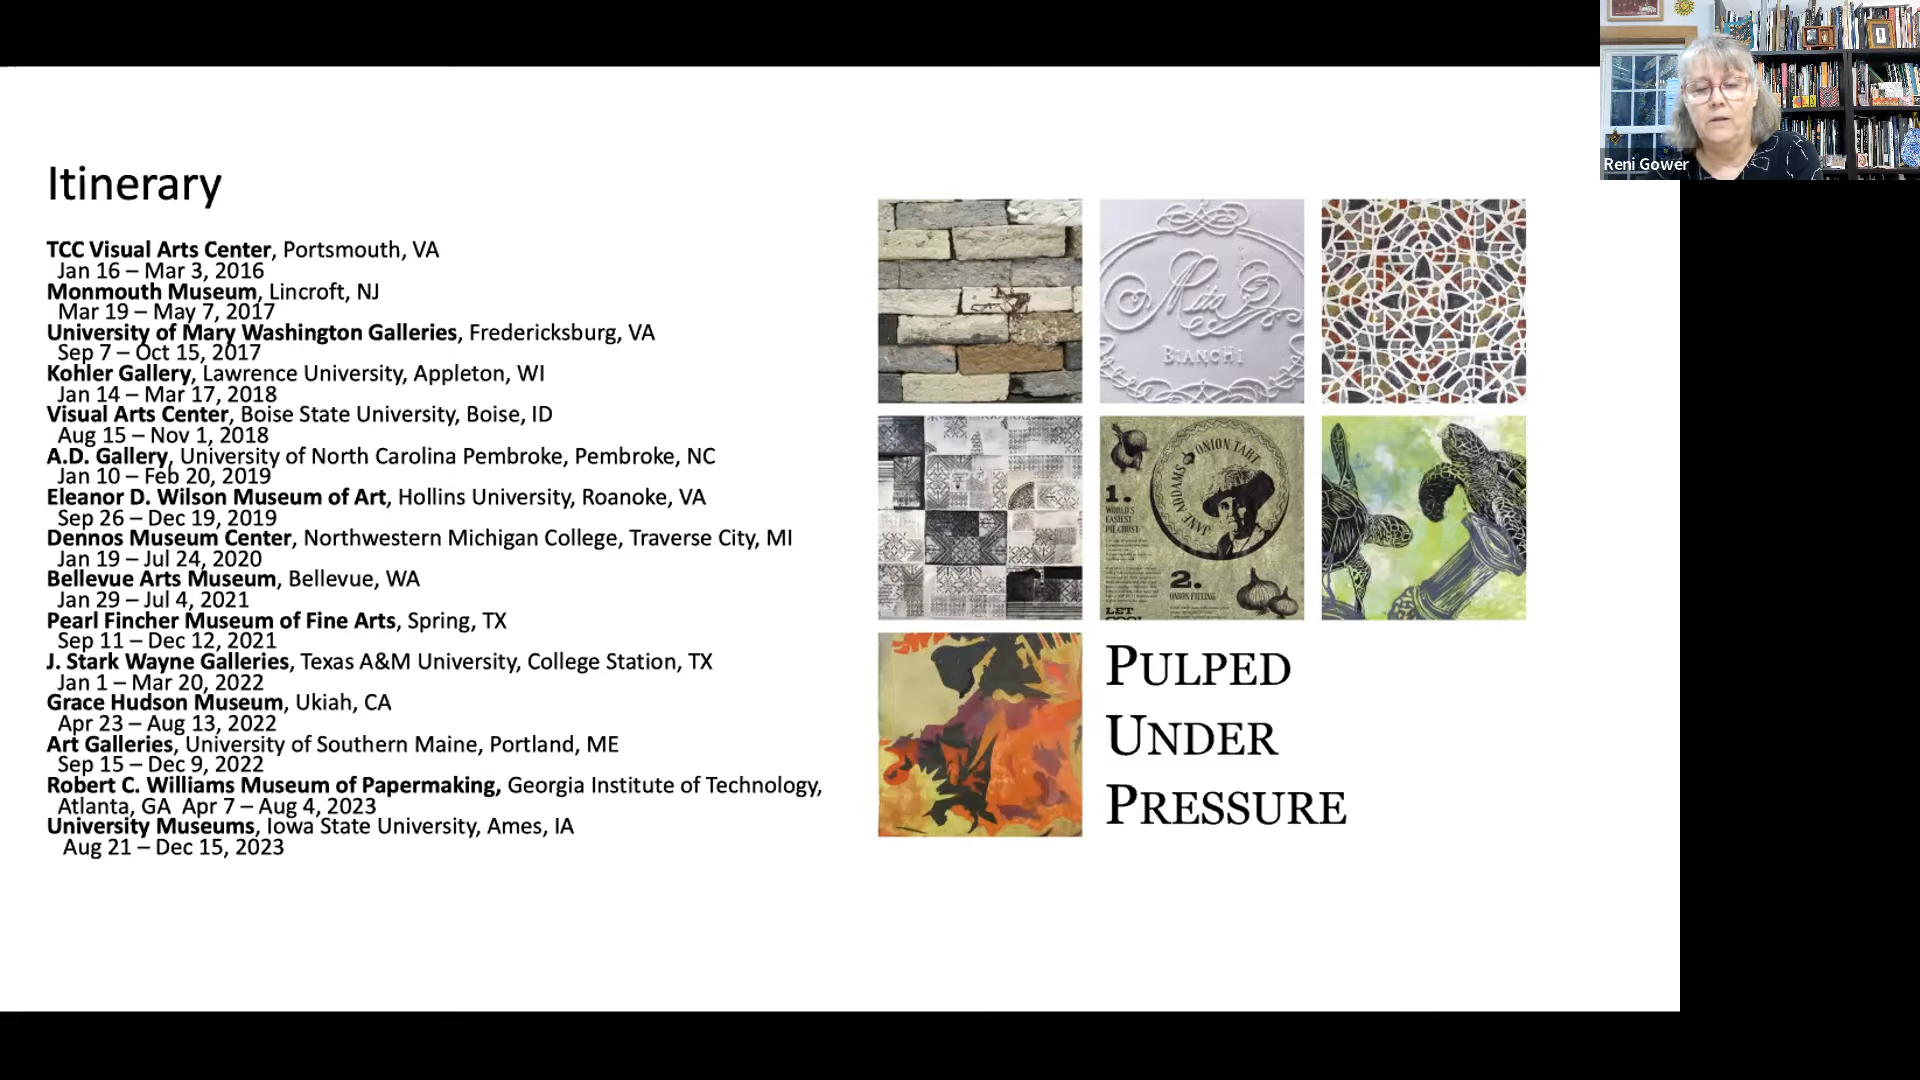 Reni Gower
Itinerary
TCC Visual Arts Center, Portsmouth, VA
Jan 16 – Mar 3, 2016
Monmouth Museum, Lincroft, NJ
Mar 19 – May 7, 2017
University of Mary Washington Galleries, Fredericksburg, VA
Sep 7 – Oct 15, 2017
Kohler Gallery, Lawrence University, Appleton, WI
Jan 14 – Mar 17, 2018
Visual Arts Center, Boise State University, Boise, ID
Aug 15 – Nov 1, 2018
A.D. Gallery, University of North Carolina Pembroke, Pembroke, NC
Jan 10 – Feb 20, 2019
Eleanor D. Wilson Museum of Art, Hollins University, Roanoke, VA
Sep 26 – Dec 19, 2019
Dennos Museum Center, Northwestern Michigan College, Traverse City, MI
Jan 19 – Jul 24, 2020
Bellevue Arts Museum, Bellevue, WA
Jan 29 – Jul 4, 2021
Pearl Fincher Museum of Fine Arts, Spring, TX
Sep 11 – Dec 12, 2021
J. Stark Wayne Galleries, Texas A&M University, College Station, TX
Jan 1 – Mar 20, 2022
Grace Hudson Museum, Ukiah, CA
Apr 23 – Aug 13, 2022
Art Galleries, University of Southern Maine, Portland, ME
Sep 15 – Dec 9, 2022
Robert C. Williams Museum of Papermaking, Georgia Institute of Technology,
Atlanta, GA Apr 7 – Aug 4, 2023
University Museums, Iowa State University, Ames, IA
Aug 21 – Dec 15, 2023
Rita
BIANCHI
JANE ADDAMS ONION TART
1.
WORLD'S
EASIEST
PIE CRUST
2.
ONION FILLING
LET
COOL
PULPED
UNDER
PRESSURE